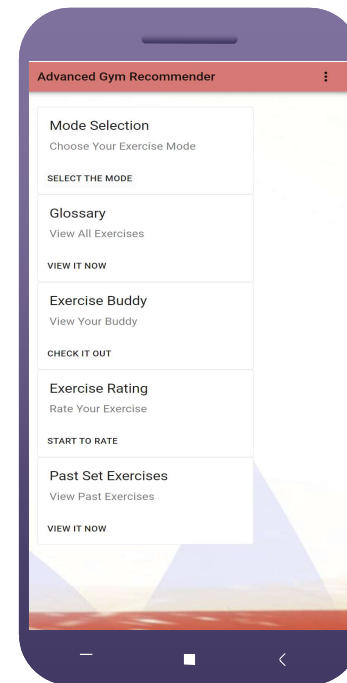 Advanced Gym Recommender
Mode Selection
Choose Your Exercise Mode
SELECT THE MODE
Glossary
View All Exercises
VIEW IT NOW
Exercise Buddy
View Your Buddy
CHECK IT OUT
Exercise Rating
Rate Your Exercise
START TO RATE
Past Set Exercises
View Past Exercises
VIEW IT NOW